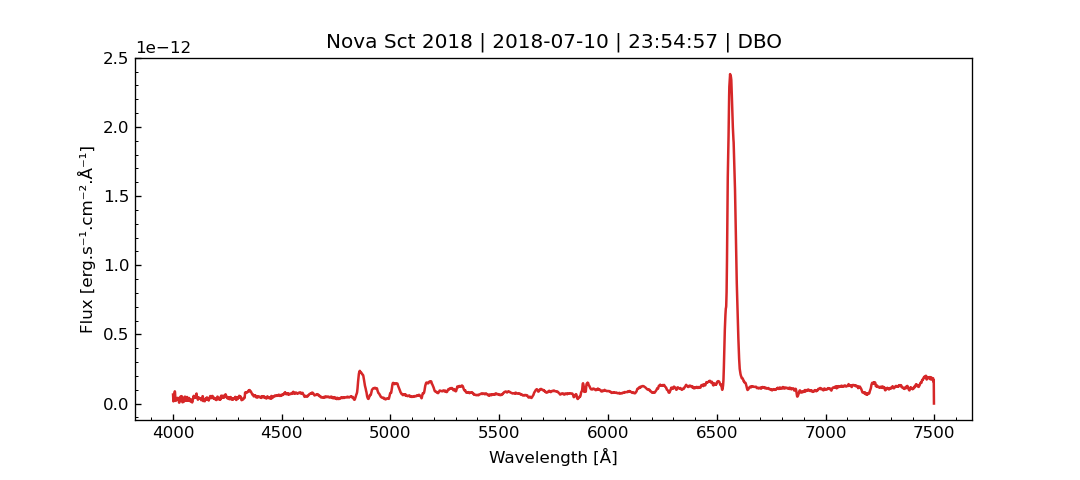 Nova Sct 2018 | 2018-07-10 | 23:54:57 | DBO
1e−12
2.5
2.0
1.5
1.0
0.5
0.0
Flux [erg.s⁻¹.cm⁻².Å⁻¹]
4000 4500 5000 5500 6000 6500 7000 7500
Wavelength [Å]